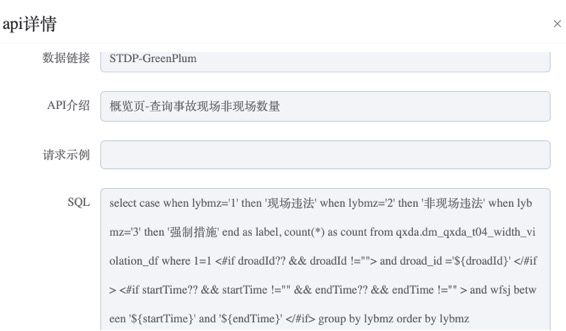 api详情
数据链接 STDP-GreenPlum
API介绍 概览页-查询事故现场非现场数量
请求示例
SQL select case when lybmz='1' then '现场违法' when lybmz='2' then '非现场违法' when lyb
mz='3' then '强制措施' end as label, count(*) as count from qxda.dm_qxda_t04_width_vi
olation_df where 1=1 <#if droadId?? && droadId !=""> and droad_id ='${droadId}' </#if
> <#if startTime?? && startTime !="" && endTime?? && endTime !="" > and wfsj betw
een '${startTime}' and '${endTime}' </#if> group by lybmz order by lybmz